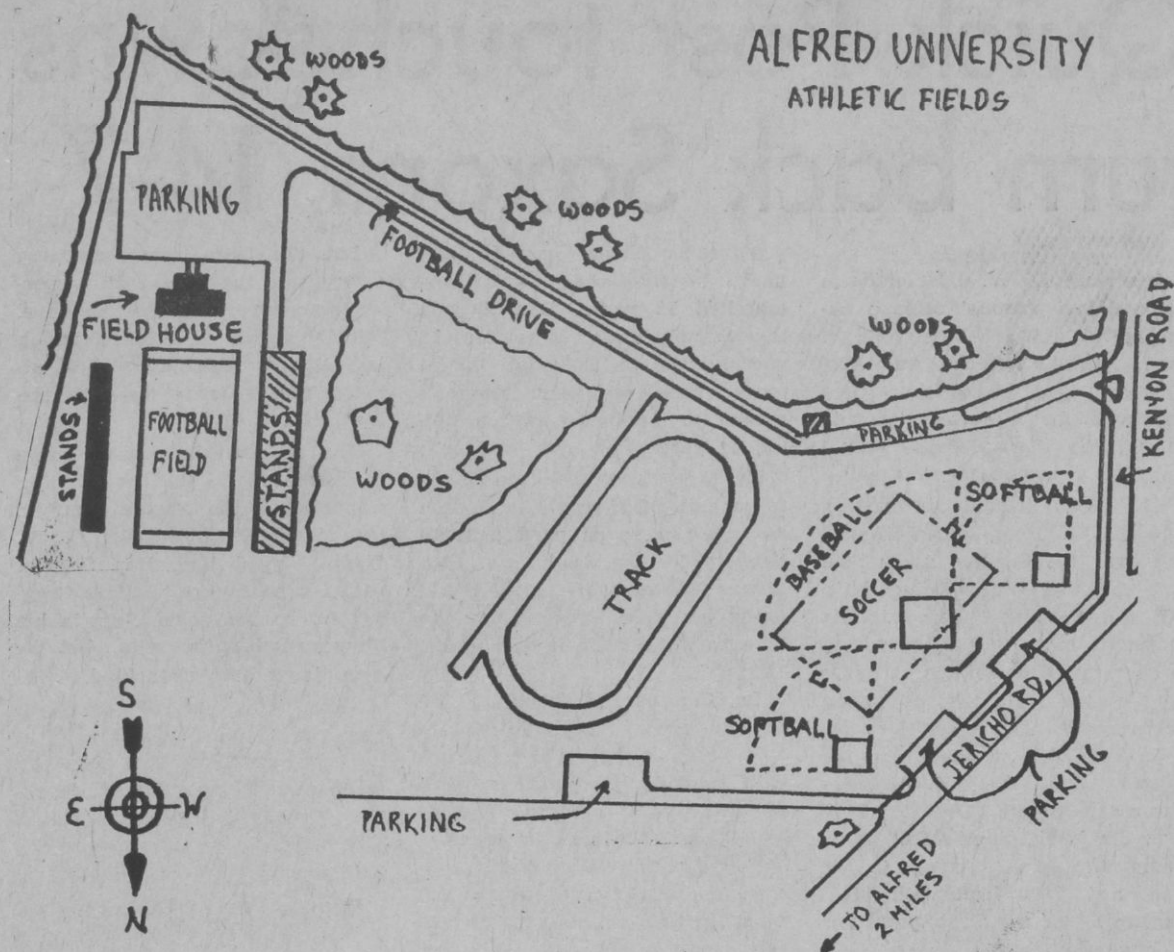 ALFRED UNIVERSITY
ATHLETIC FIELDS
WOODS
PARKING
WOODS
FOOTBALL DRIVE
FIELD HOUSE
WOODS
KENYON ROAD
STANDS
FOOTBALL
FIELD
STANDS
WOODS
PARKING
SOFTBALL
BASEBALL
SOCCER
TRACK
SOFTBALL
JERICHO RD.
PARKING
PARKING
S
E
W
N
TO ALFRED
2 MILES